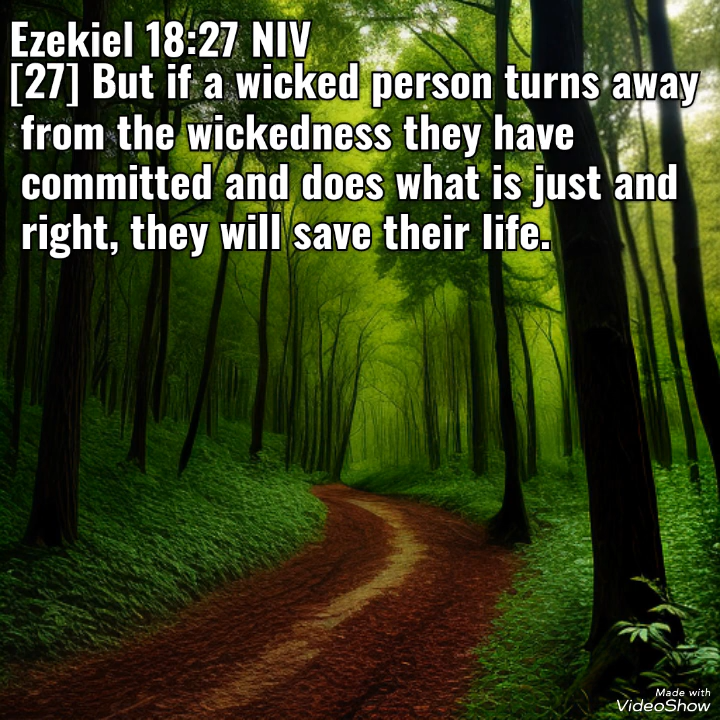 Ezekiel 18:27 NIV
[27] But if a wicked person turns away
from the wickedness they have
committed and does what is just and
right, they will save their life.
Made with
VideoShow